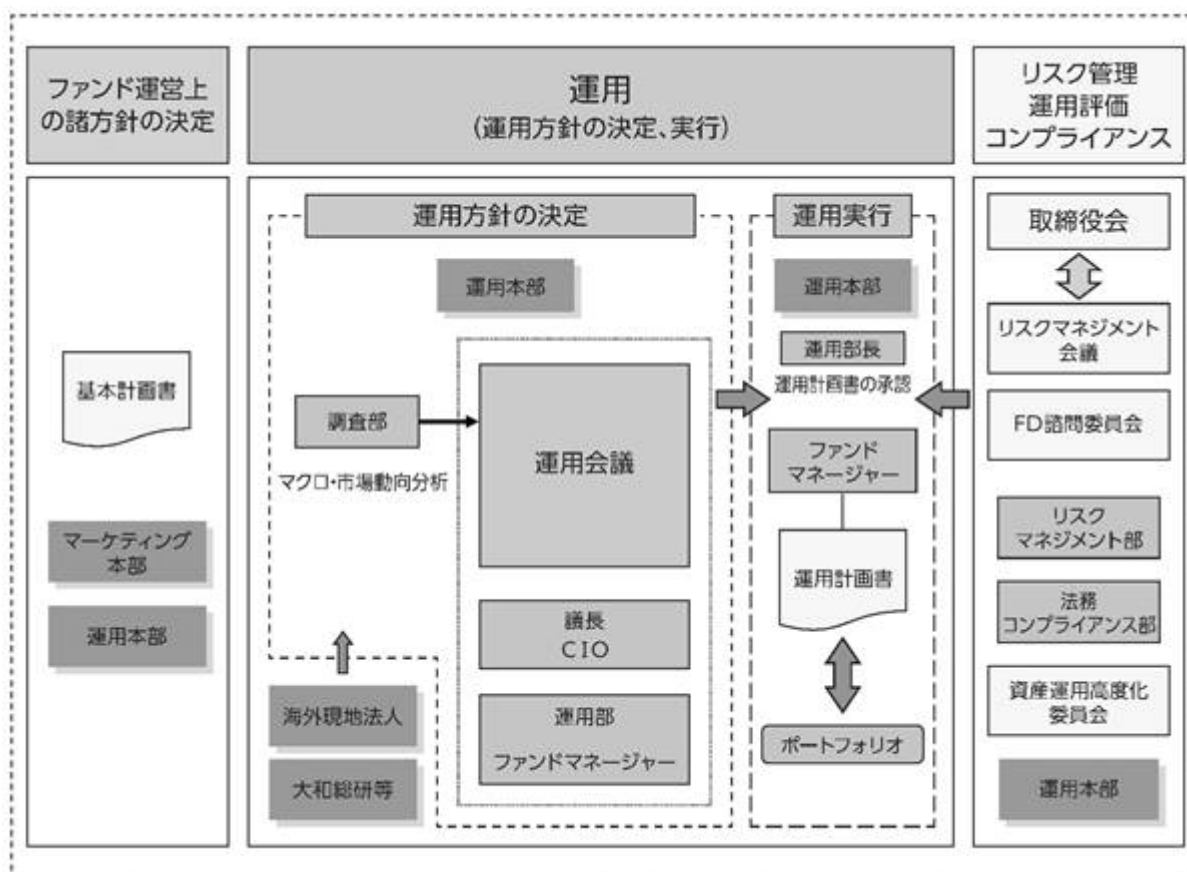 ファンド運営上
の諸方針の決定
運用
(運用方針の決定、実行)
リスク管理
運用評価
コンプライアンス
基本計画書
マーケティング
本部
運用本部
運用方針の決定
運用本部
調査部
マクロ・市場動向分析
運用会議
議長
CIO
運用部
ファンドマネージャー
海外現地法人
大和総研等
運用実行
運用本部
運用部長
運用計画書の承認
ファンド
マネージャー
運用計画書
ポートフォリオ
取締役会
リスクマネジメント
会議
FD諮問委員会
リスク
マネジメント部
法務
コンプライアンス部
資産運用高度化
委員会
運用本部